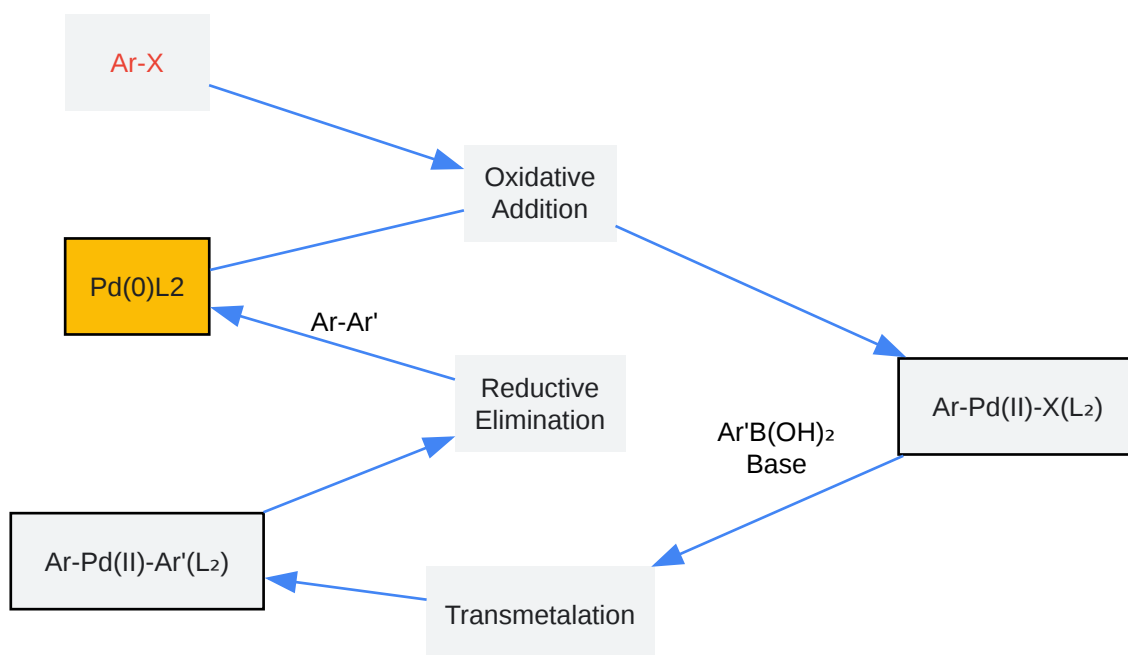 Ar-X
Oxidative
Addition
Pd(0)L2
Ar-Ar'
Reductive
Elimination
Ar-Pd(II)-X(L₂)
Ar'B(OH)₂
Base
Ar-Pd(II)-Ar'(L₂)
Transmetalation